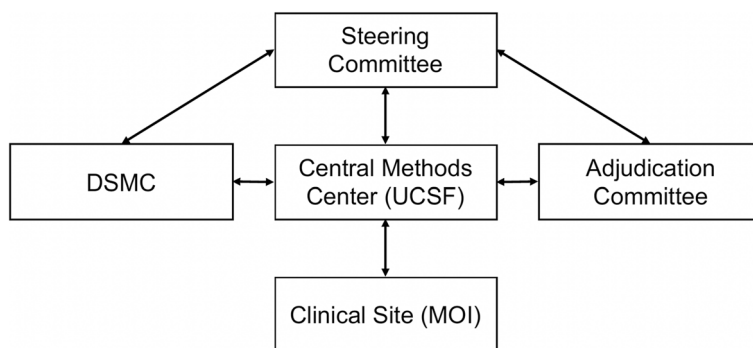 Steering
Committee
DSMC
Central Methods
Center (UCSF)
Adjudication
Committee
Clinical Site (MOI)